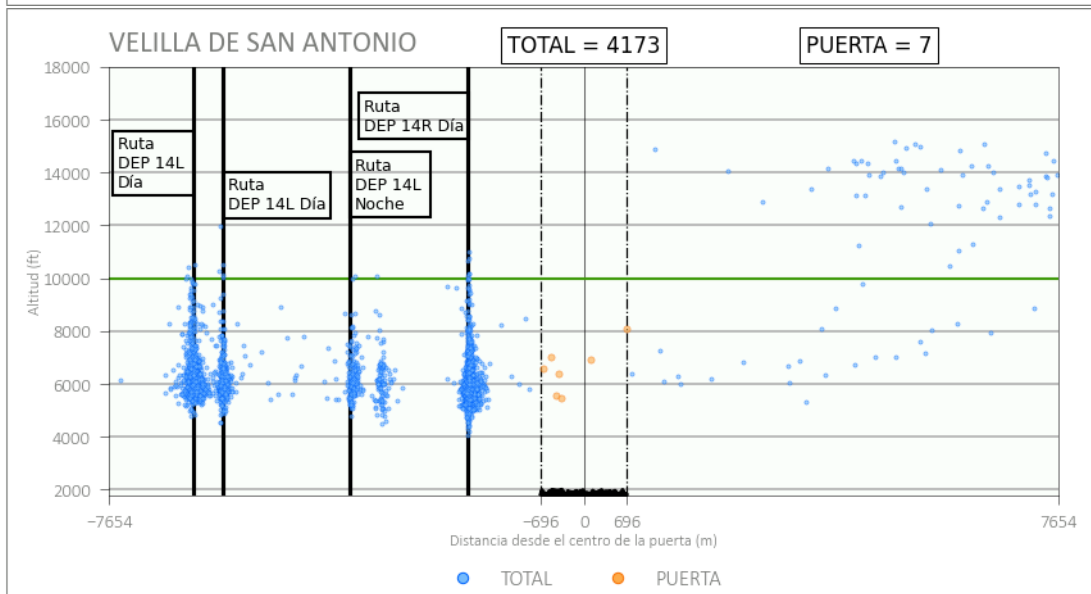 VELILLA DE SAN ANTONIO
TOTAL = 4173
PUERTA = 7
Altitud (ft)
18000
16000
14000
12000
10000
8000
6000
4000
2000
Ruta
DEP 14L
Día
Ruta
DEP 14L Día
Ruta
DEP 14R Día
Ruta
DEP 14L
Noche
−7654
−696
0
696
7654
Distancia desde el centro de la puerta (m)
TOTAL
PUERTA